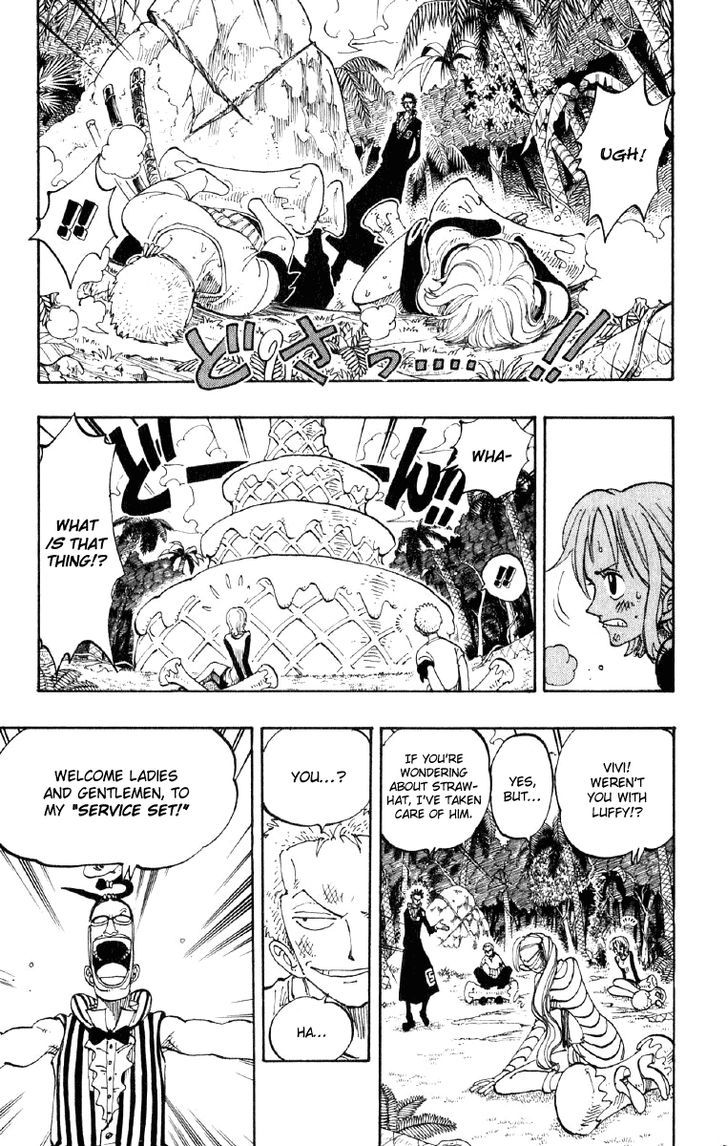 UGH!
!!
どさっ……!!
WHA-
どーん!!
WHAT
IS THAT
THING!?
!!
VIVI!
WEREN'T
YOU WITH
LUFFY!?
YES,
BUT...
IF YOU'RE
WONDERING
ABOUT STRAW-
HAT, I'VE TAKEN
CARE OF HIM.
YOU...?
HA...
WELCOME LADIES
AND GENTLEMEN, TO
MY "SERVICE SET!"
5